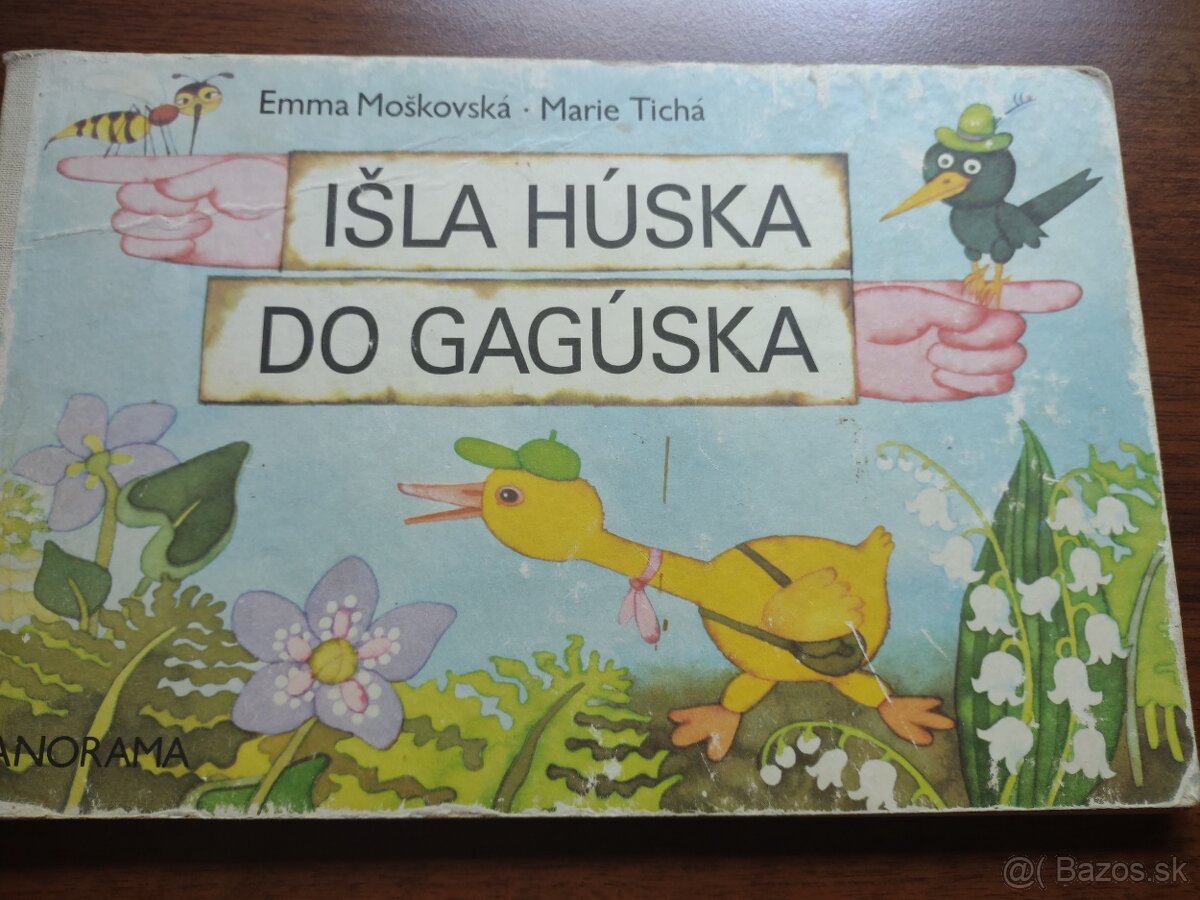 Emma Moškovská · Marie Tichá
IŠLA HÚSKA
DO GAGÚSKA
ANORAMA
@( Bazos.sk